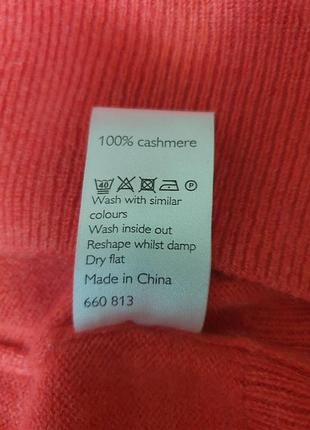 100% cashmere
40 P
Wash with similar
colours
Wash inside out
Reshape whilst damp
Dry flat
Made in China
660 813